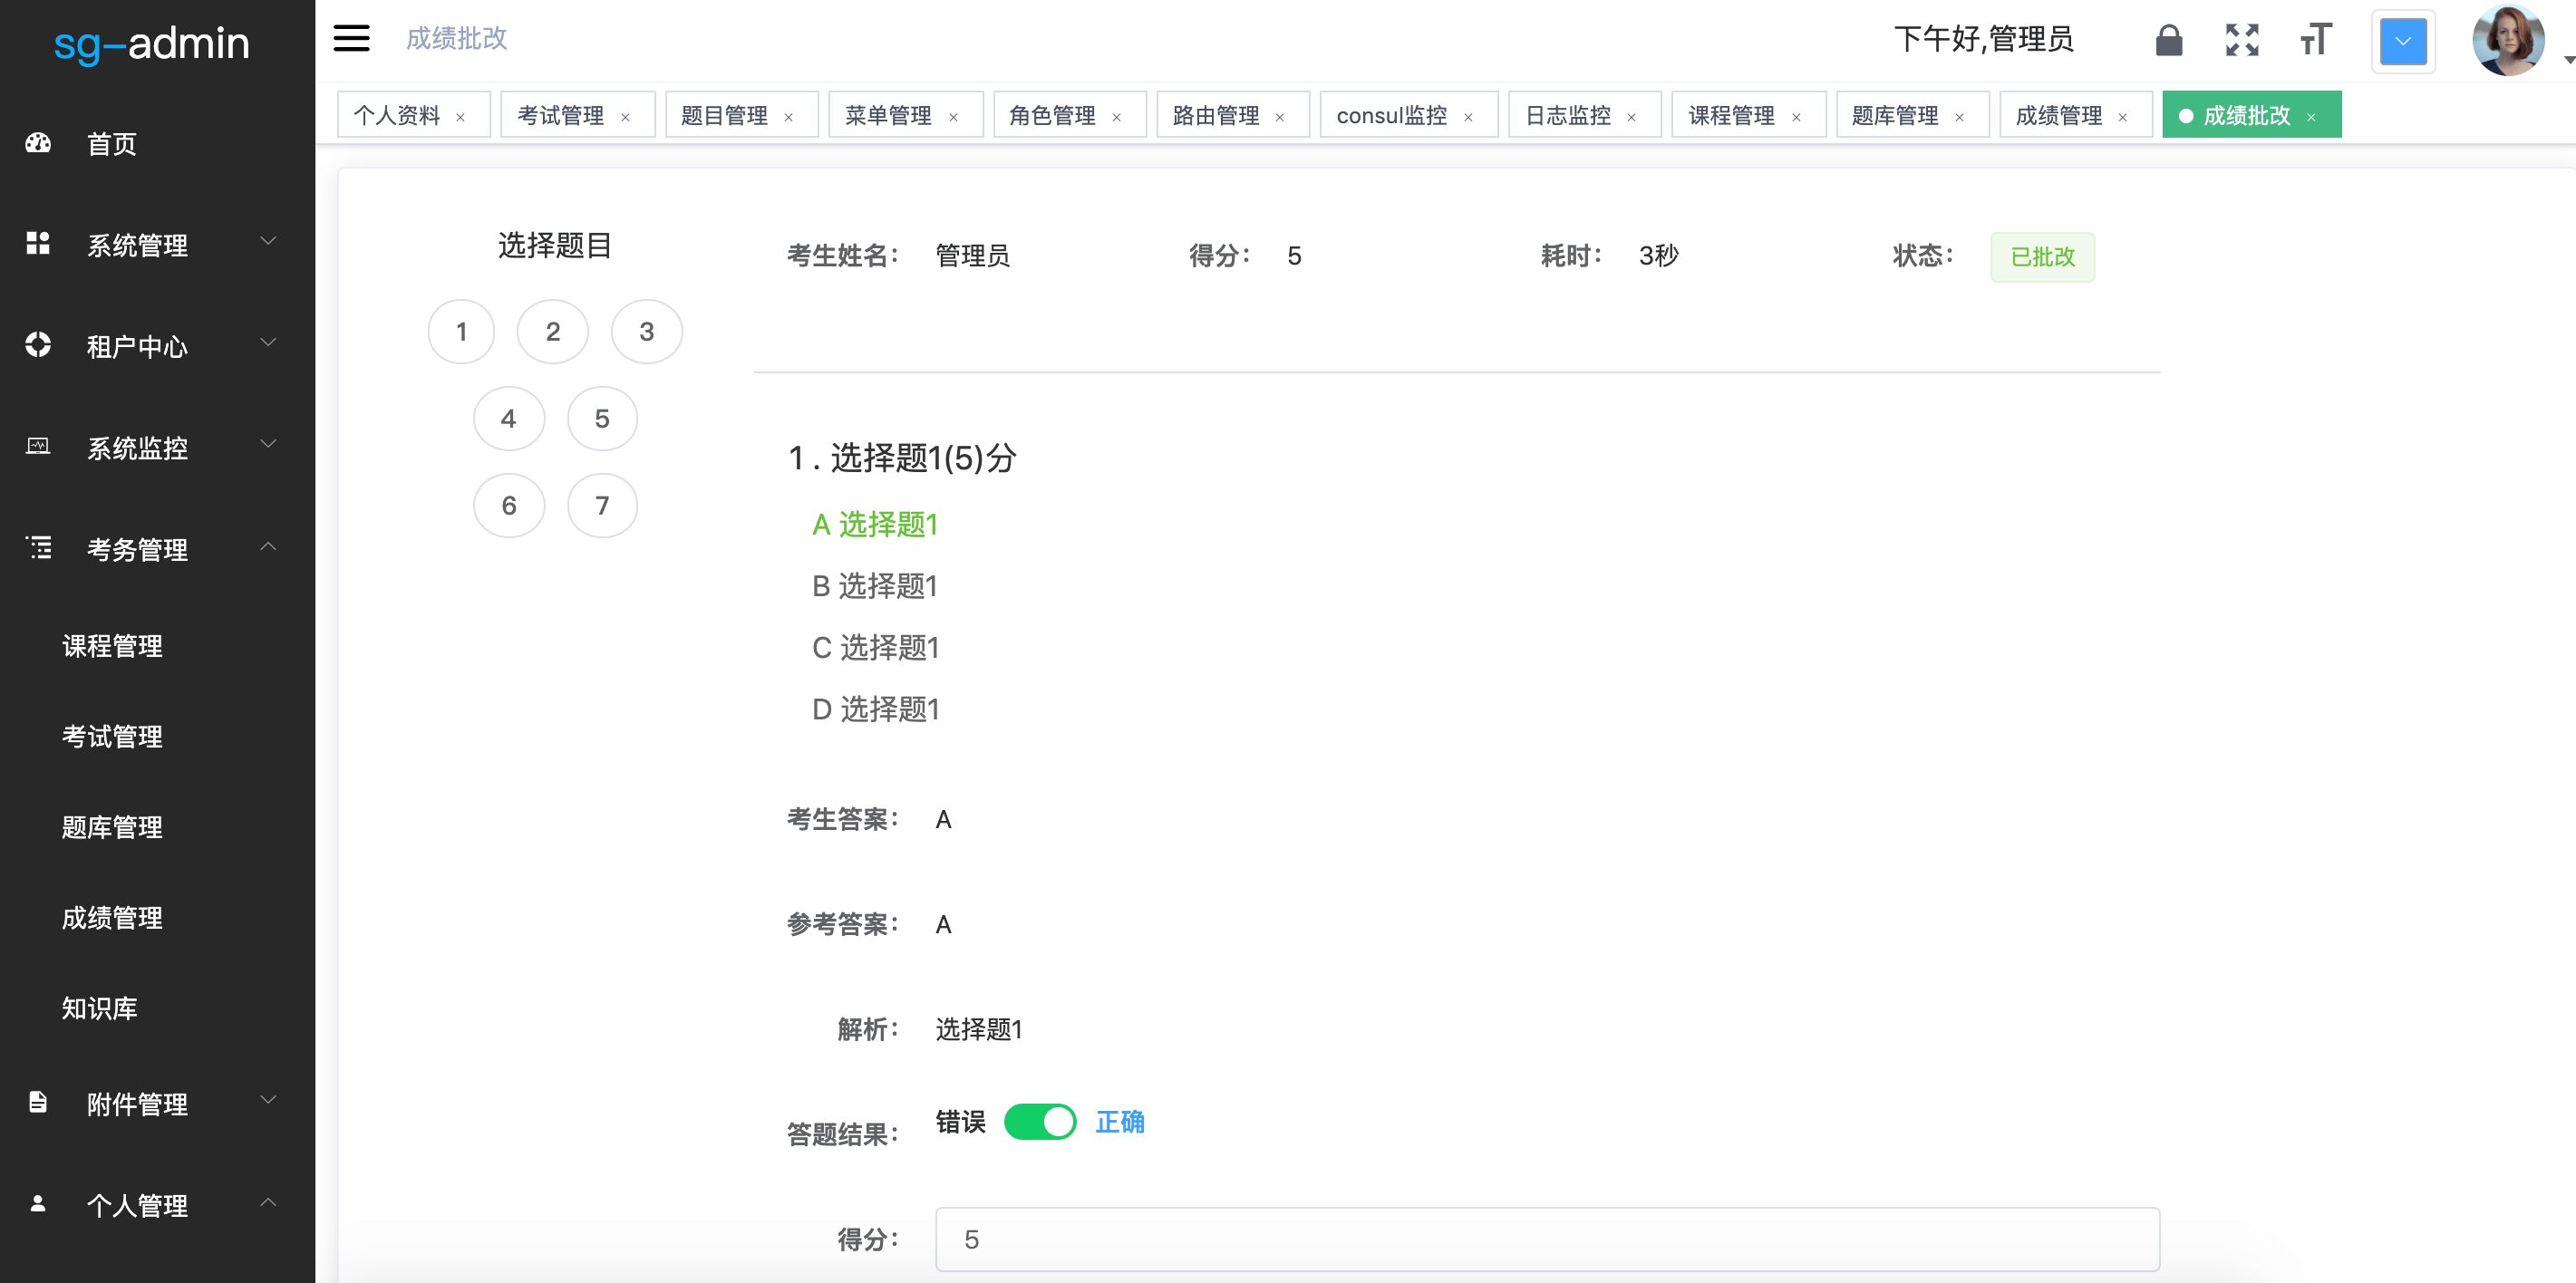 sg-admin
首页
系统管理
租户中心
系统监控
考务管理
课程管理
考试管理
题库管理
成绩管理
知识库
附件管理
个人管理
成绩批改
下午好,管理员
个人资料 × 考试管理 × 题目管理 × 菜单管理 × 角色管理 × 路由管理 × consul监控 × 日志监控 × 课程管理 × 题库管理 × 成绩管理 × 成绩批改 ×
选择题目
1 2 3
4 5
6 7
考生姓名: 管理员 得分: 5 耗时: 3秒 状态: 已批改
1 . 选择题1(5)分
A 选择题1
B 选择题1
C 选择题1
D 选择题1
考生答案: A
参考答案: A
解析: 选择题1
答题结果: 错误 正确
得分: 5